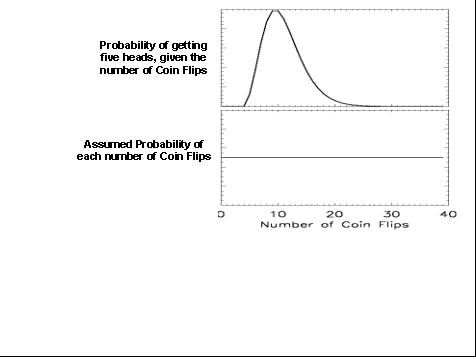 Probability of getting
five heads, given the
number of Coin Flips
Assumed Probability of
each number of Coin Flips
0 10 20 30 40
Number of Coin Flips